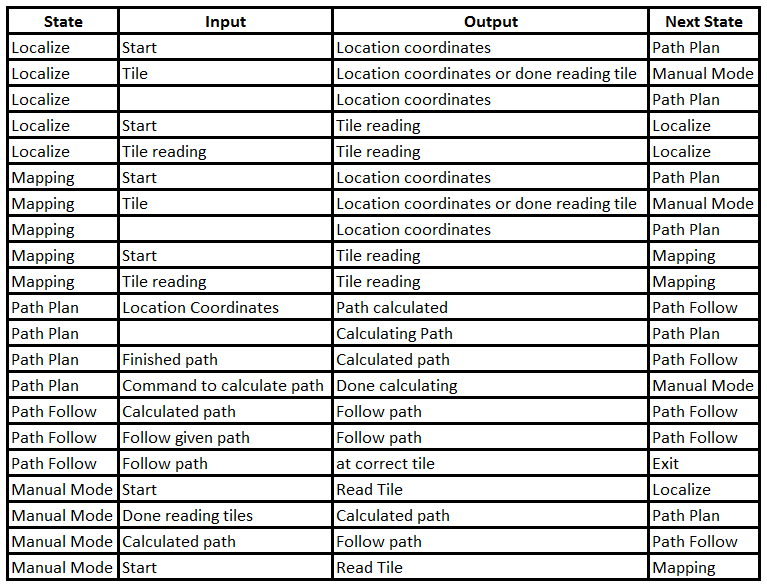 State Input Output Next State
Localize Start Location coordinates Path Plan
Localize Tile Location coordinates or done reading tile Manual Mode
Localize Location coordinates Path Plan
Localize Start Tile reading Localize
Localize Tile reading Tile reading Localize
Mapping Start Location coordinates Path Plan
Mapping Tile Location coordinates or done reading tile Manual Mode
Mapping Location coordinates Path Plan
Mapping Start Tile reading Mapping
Mapping Tile reading Tile reading Mapping
Path Plan Location Coordinates Path calculated Path Follow
Path Plan Calculating Path Path Plan
Path Plan Finished path Calculated path Path Follow
Path Plan Command to calculate path Done calculating Manual Mode
Path Follow Calculated path Follow path Path Follow
Path Follow Follow given path Follow path Path Follow
Path Follow Follow path at correct tile Exit
Manual Mode Start Read Tile Localize
Manual Mode Done reading tiles Calculated path Path Plan
Manual Mode Calculated path Follow path Path Follow
Manual Mode Start Read Tile Mapping